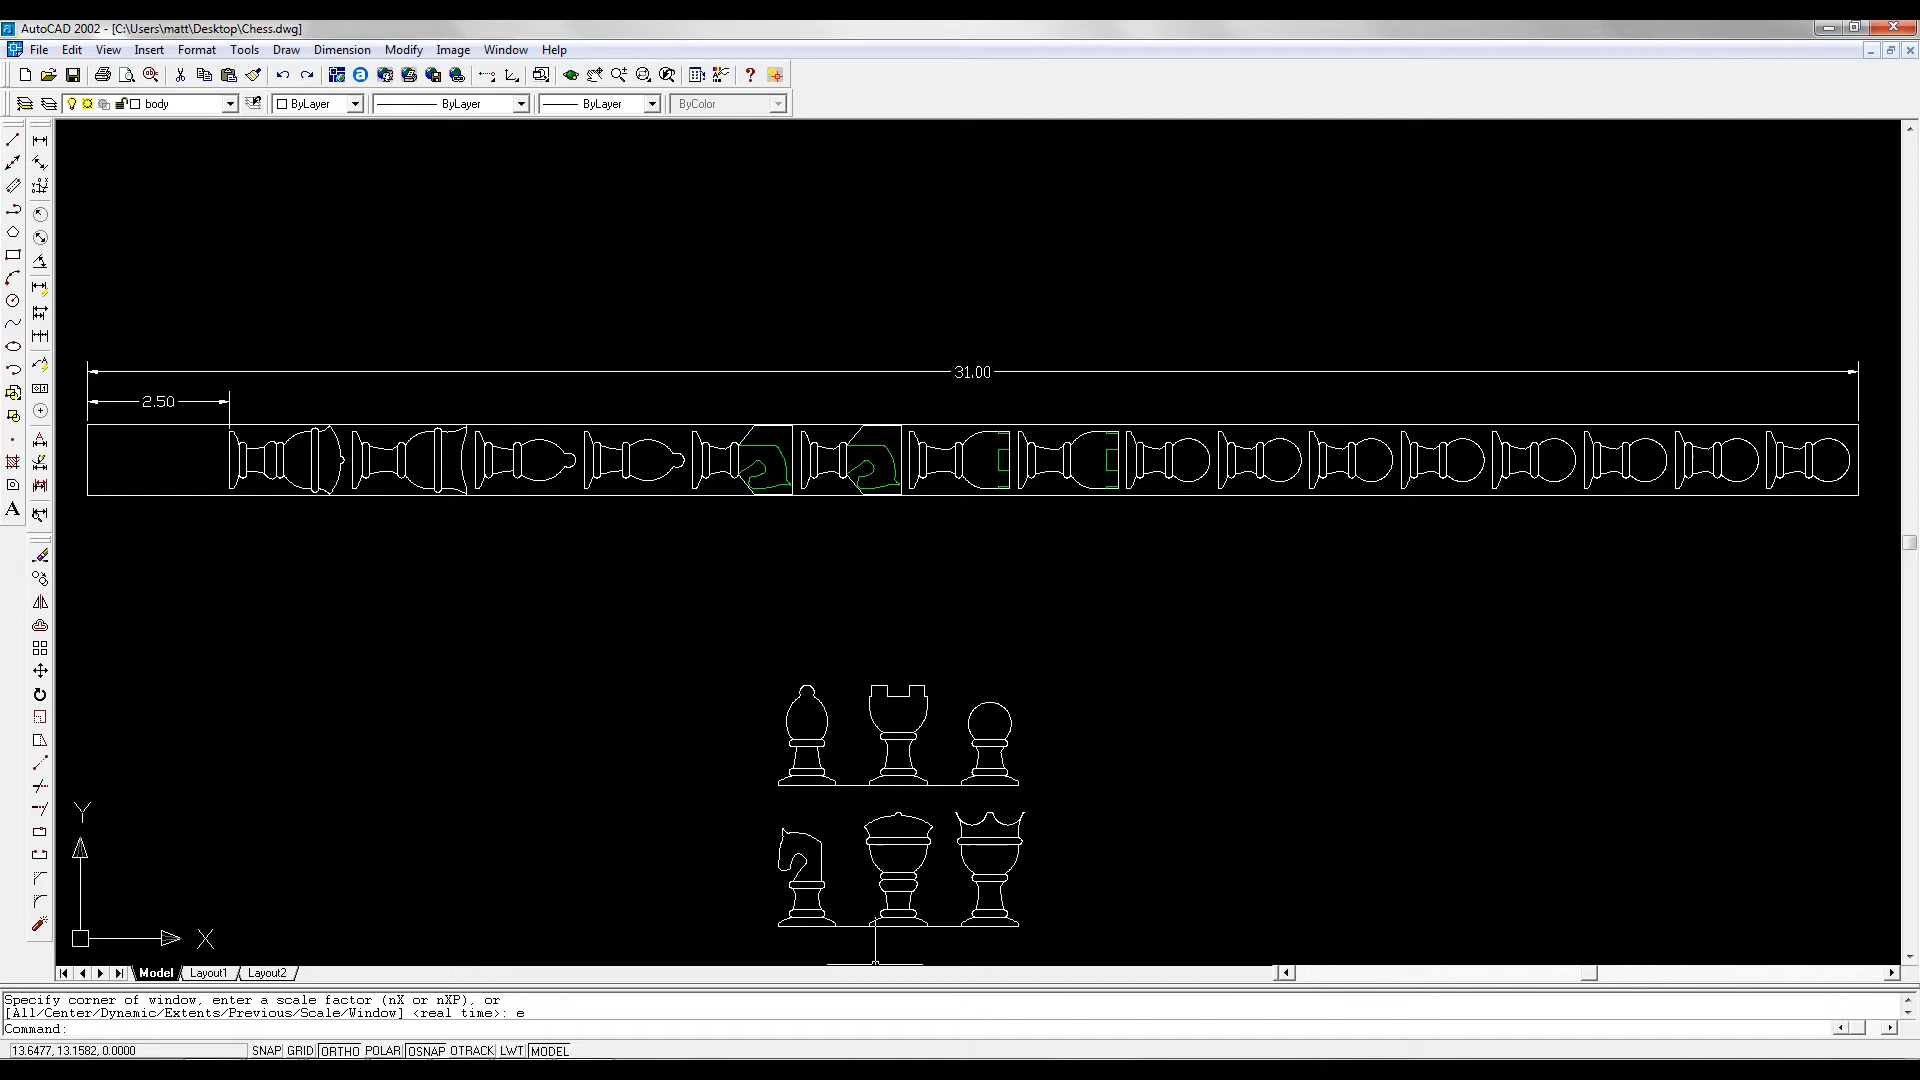 AutoCAD 2002 - [C:\Users\matt\Desktop\Chess.dwg]
File Edit View Insert Format Tools Draw Dimension Modify Image Window Help
body ByLayer ByLayer ByLayer ByColor
31.00
2.50
Y
X
Model Layout1 Layout2
Specify corner of window, enter a scale factor (nX or nXP), or
[All/Center/Dynamic/Extents/Previous/Scale/Window] <real time>: e
Command:
13.6477, 13.1582, 0.0000 SNAP GRID ORTHO POLAR OSNAP OTRACK LWT MODEL